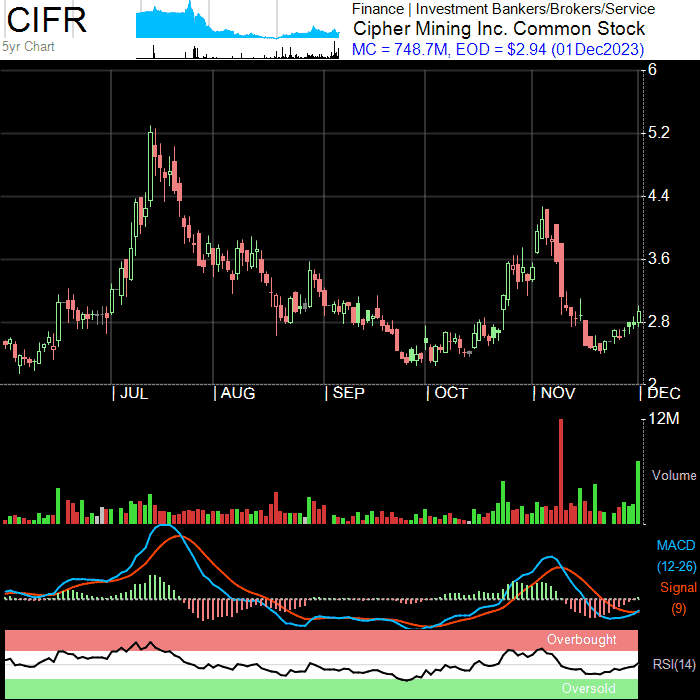 CIFR
5yr Chart
Finance | Investment Bankers/Brokers/Service
Cipher Mining Inc. Common Stock
MC = 748.7M, EOD = $2.94 (01Dec2023)
6
5.2
4.4
3.6
2.8
2
JUL AUG SEP OCT NOV DEC
12M
Volume
MACD
(12-26)
Signal
(9)
Overbought
RSI(14)
Oversold